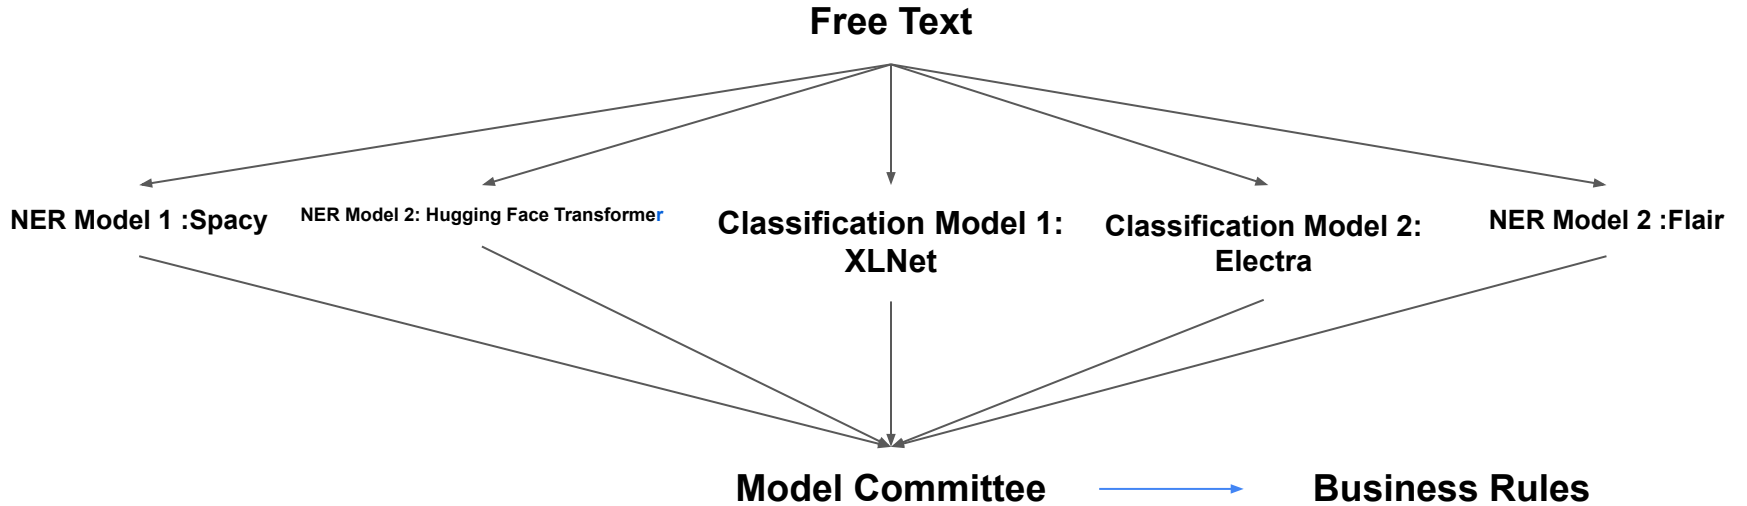 Free Text
NER Model 1 :Spacy
NER Model 2: Hugging Face Transformer
Classification Model 1:
XLNet
Classification Model 2:
Electra
NER Model 2 :Flair
Model Committee
Business Rules